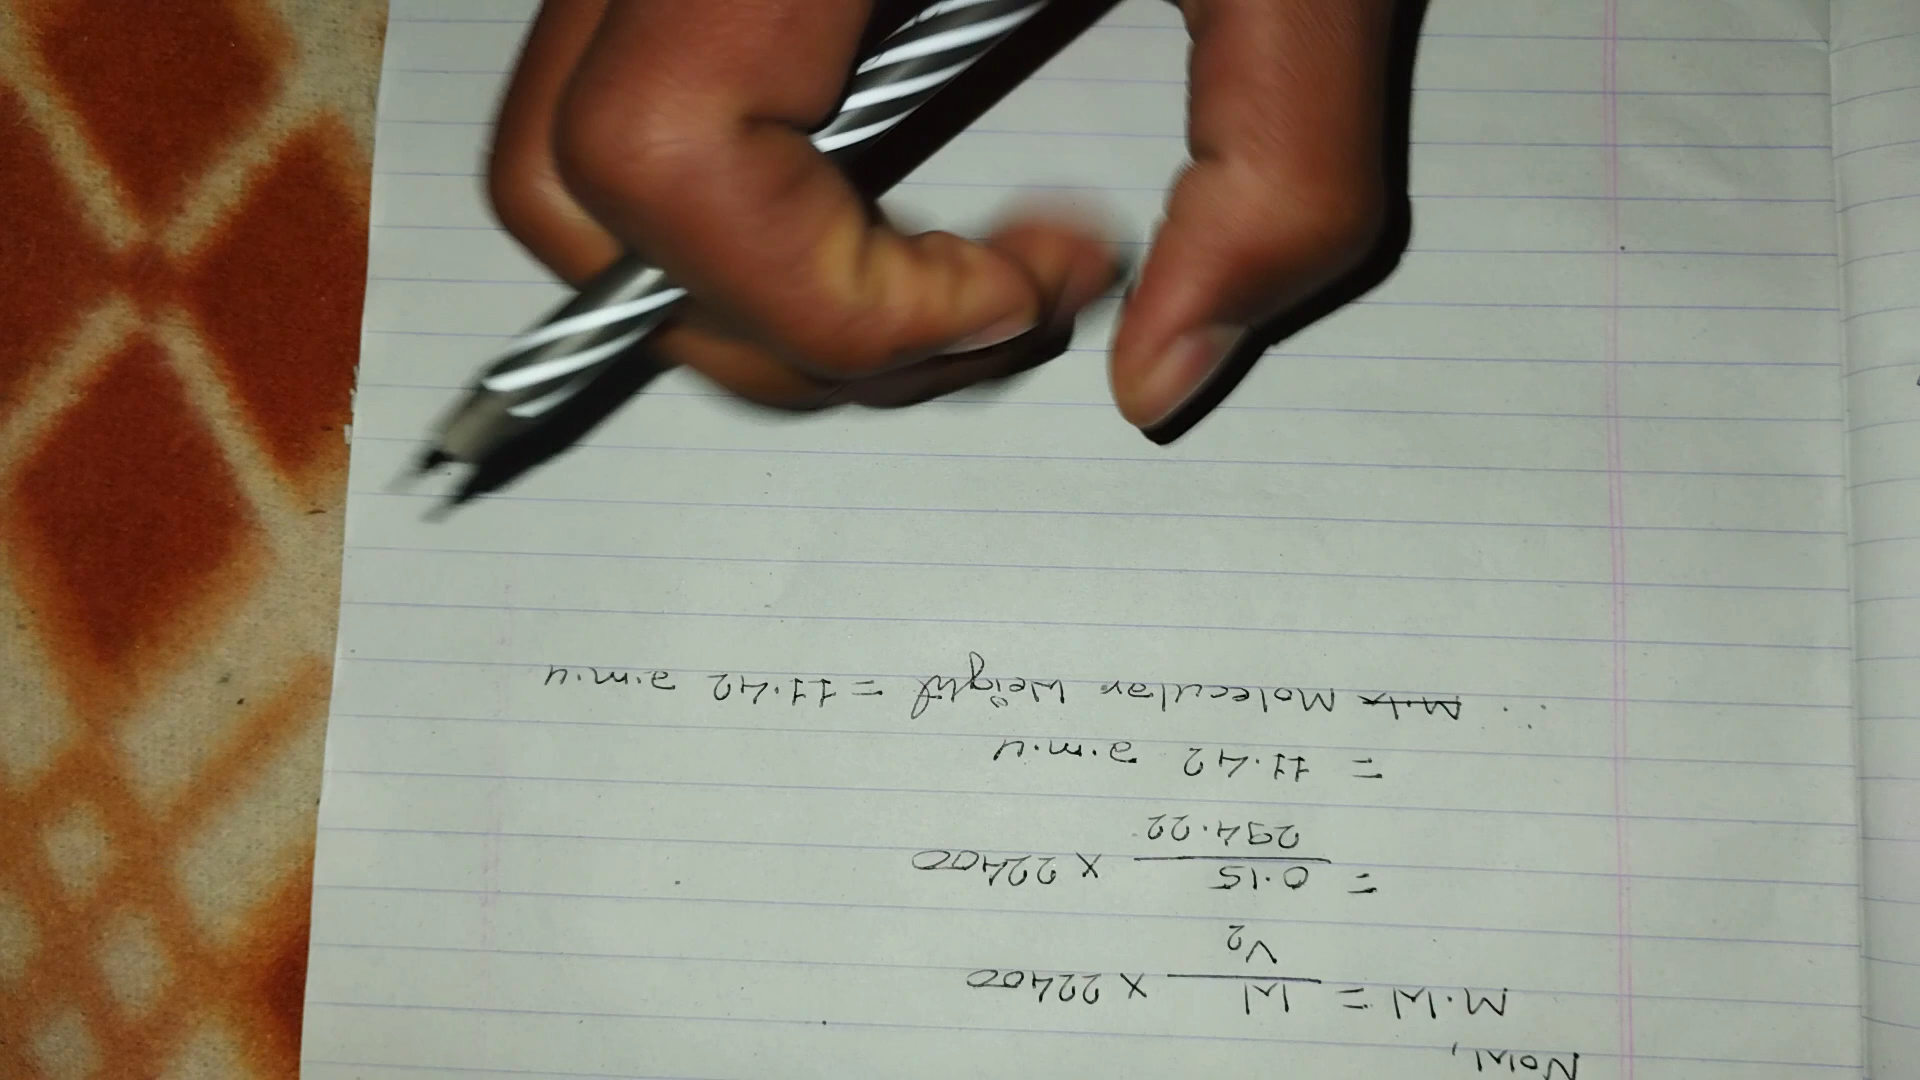 Now,
M.W = W/V₂ × 22400
= 0.15/294.22 × 22400
= 11.42 a.m.u
∴ Molecular Weight = 11.42 a.m.u